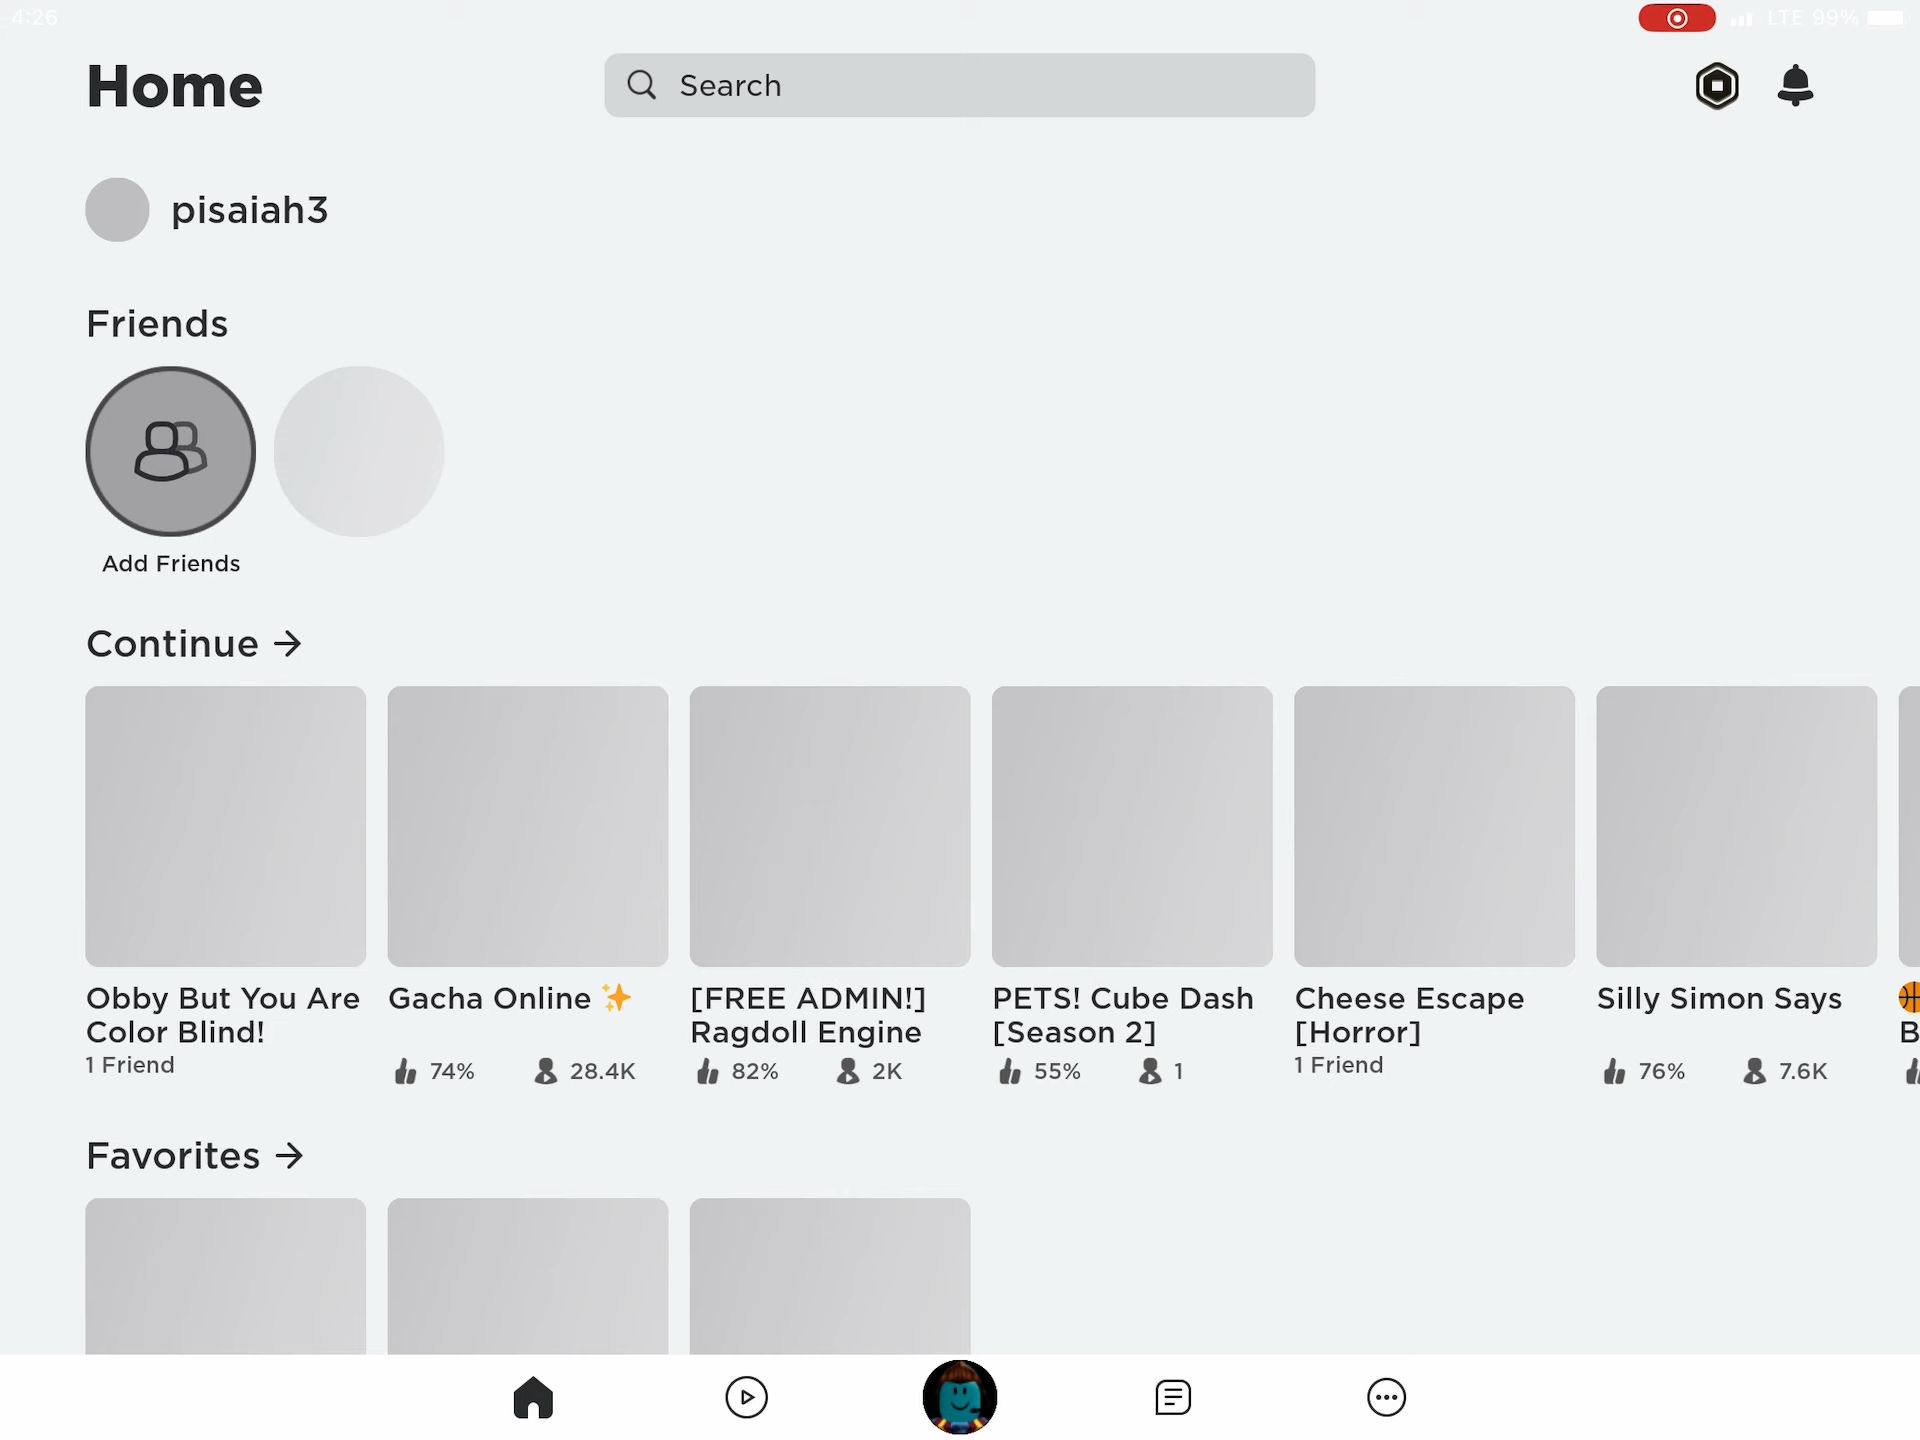 4:26
LTE 99%
Home
Search
pisaiah3
Friends
Add Friends
Continue →
Obby But You Are
Color Blind!
1 Friend
Gacha Online ✨
74% 28.4K
[FREE ADMIN!]
Ragdoll Engine
82% 2K
PETS! Cube Dash
[Season 2]
55% 1
Cheese Escape
[Horror]
1 Friend
Silly Simon Says
76% 7.6K
🏀
B
Favorites →